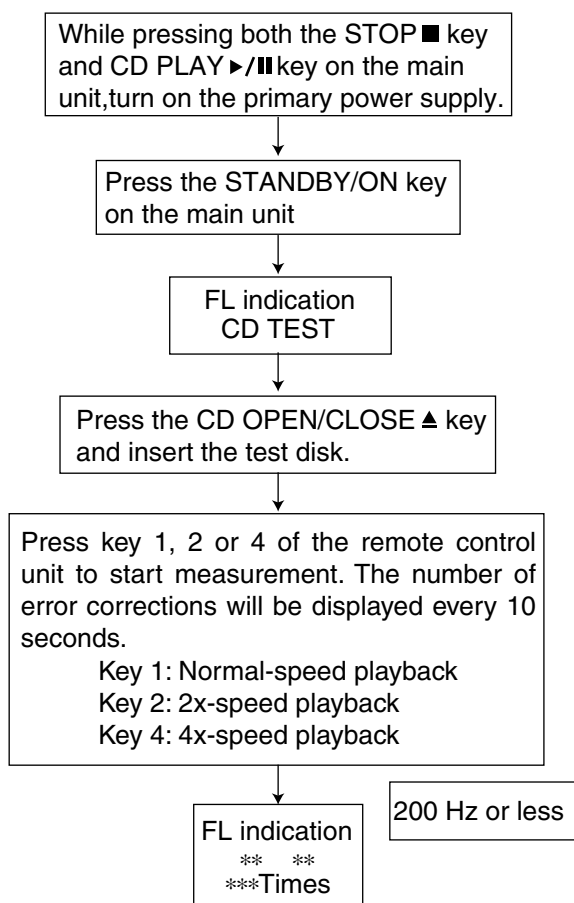 While pressing both the STOP ■ key
and CD PLAY ►/II key on the main
unit,turn on the primary power supply.
Press the STANDBY/ON key
on the main unit
FL indication
CD TEST
Press the CD OPEN/CLOSE ≜ key
and insert the test disk.
Press key 1, 2 or 4 of the remote control
unit to start measurement. The number of
error corrections will be displayed every 10
seconds.
Key 1: Normal-speed playback
Key 2: 2x-speed playback
Key 4: 4x-speed playback
200 Hz or less
FL indication
** **
***Times